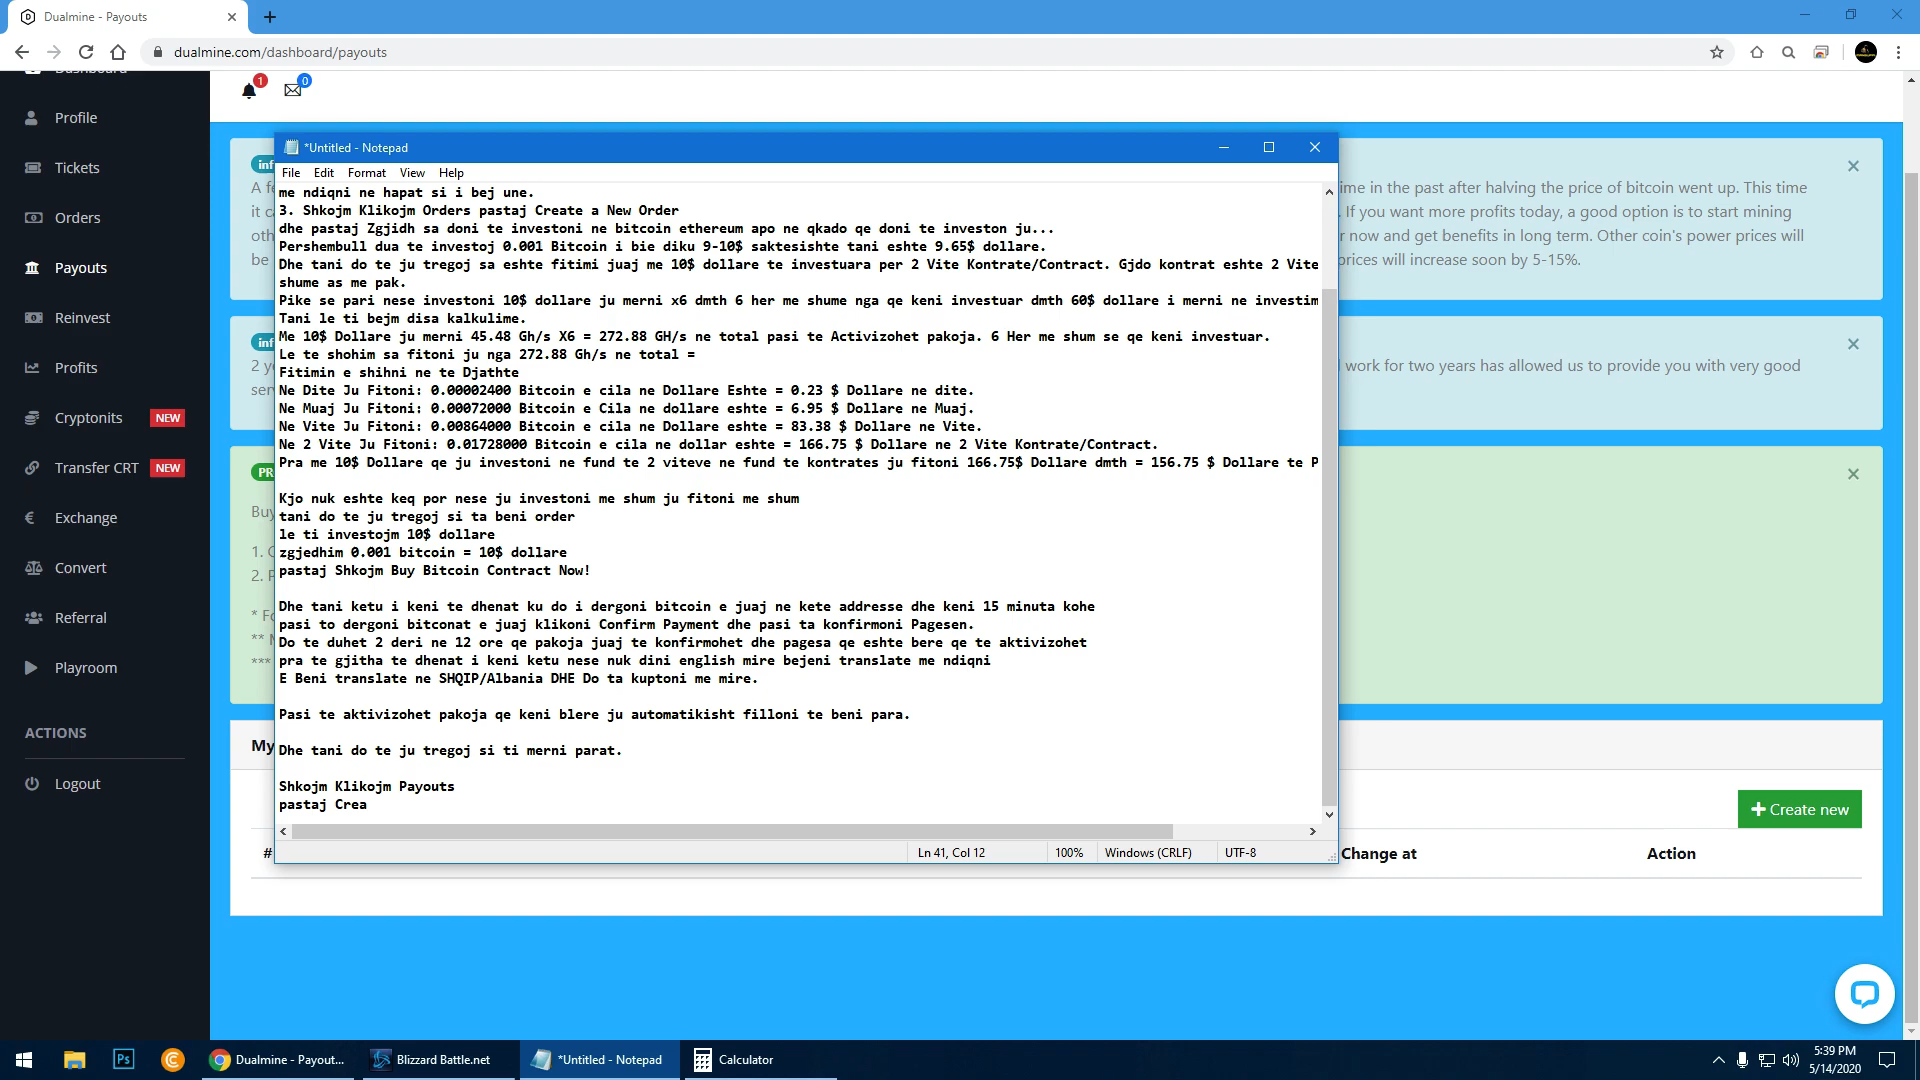 Dualmine - Payouts
dualmine.com/dashboard/payouts
Dashboard
Profile
Tickets
Orders
Payouts
Reinvest
Profits
Cryptonits NEW
Transfer CRT NEW
Exchange
Convert
Referral
Playroom
ACTIONS
Logout
1
0
*Untitled - Notepad
File Edit Format View Help
me ndiqni ne hapat si i bej une.
3. Shkojm Klikojm Orders pastaj Create a New Order
dhe pastaj Zgjidh sa doni te investoni ne bitcoin ethereum apo ne qkado qe doni te investon ju...
Pershembull dua te investoj 0.001 Bitcoin i bie diku 9-10$ saktesishte tani eshte 9.65$ dollare.
Dhe tani do te ju tregoj sa eshte fitimi juaj me 10$ dollare te investuara per 2 Vite Kontrate/Contract. Gjdo kontrat eshte 2 Vite
shume as me pak.
Pike se pari nese investoni 10$ dollare ju merni x6 dmth 6 her me shume nga qe keni investuar dmth 60$ dollare i merni ne investim
Tani le ti bejm disa kalkulime.
Me 10$ Dollare ju merni 45.48 Gh/s X6 = 272.88 GH/s ne total pasi te Activizohet pakoja. 6 Her me shum se qe keni investuar.
Le te shohim sa fitoni ju nga 272.88 Gh/s ne total =
Fitimin e shihni ne te Djathte
Ne Dite Ju Fitoni: 0.00002400 Bitcoin e cila ne Dollare Eshte = 0.23 $ Dollare ne dite.
Ne Muaj Ju Fitoni: 0.00072000 Bitcoin e Cila ne dollare eshte = 6.95 $ Dollare ne Muaj.
Ne Vite Ju Fitoni: 0.00864000 Bitcoin e cila ne Dollare eshte = 83.38 $ Dollare ne Vite.
Ne 2 Vite Ju Fitoni: 0.01728000 Bitcoin e cila ne dollar eshte = 166.75 $ Dollare ne 2 Vite Kontrate/Contract.
Pra me 10$ Dollare qe ju investoni ne fund te 2 viteve ne fund te kontrates ju fitoni 166.75$ Dollare dmth = 156.75 $ Dollare te P
Kjo nuk eshte keq por nese ju investoni me shum ju fitoni me shum
tani do te ju tregoj si ta beni order
le ti investojm 10$ dollare
zgjedhim 0.001 bitcoin = 10$ dollare
pastaj Shkojm Buy Bitcoin Contract Now!
Dhe tani ketu i keni te dhenat ku do i dergoni bitcoin e juaj ne kete addresse dhe keni 15 minuta kohe
pasi to dergoni bitconat e juaj klikoni Confirm Payment dhe pasi ta konfirmoni Pagesen.
Do te duhet 2 deri ne 12 ore qe pakoja juaj te konfirmohet dhe pagesa qe eshte bere qe te aktivizohet
pra te gjitha te dhenat i keni ketu nese nuk dini english mire bejeni translate me ndiqni
E Beni translate ne SHQIP/Albania DHE Do ta kuptoni me mire.
Pasi te aktivizohet pakoja qe keni blere ju automatikisht filloni te beni para.
Dhe tani do te ju tregoj si ti merni parat.
Shkojm Klikojm Payouts
pastaj Crea
Ln 41, Col 12 100% Windows (CRLF) UTF-8
inf
A fe
ime in the past after halving the price of bitcoin went up. This time
it ca
. If you want more profits today, a good option is to start mining
oth
r now and get benefits in long term. Other coin's power prices will
be
prices will increase soon by 5-15%.
inf
2 ye
work for two years has allowed us to provide you with very good
serv
PR
Buy
1. C
2. P
* Fo
** M
***
My
Create new
# Change at Action
Dualmine - Payout...
Blizzard Battle.net
*Untitled - Notepad
Calculator
Ps
5:39 PM
5/14/2020